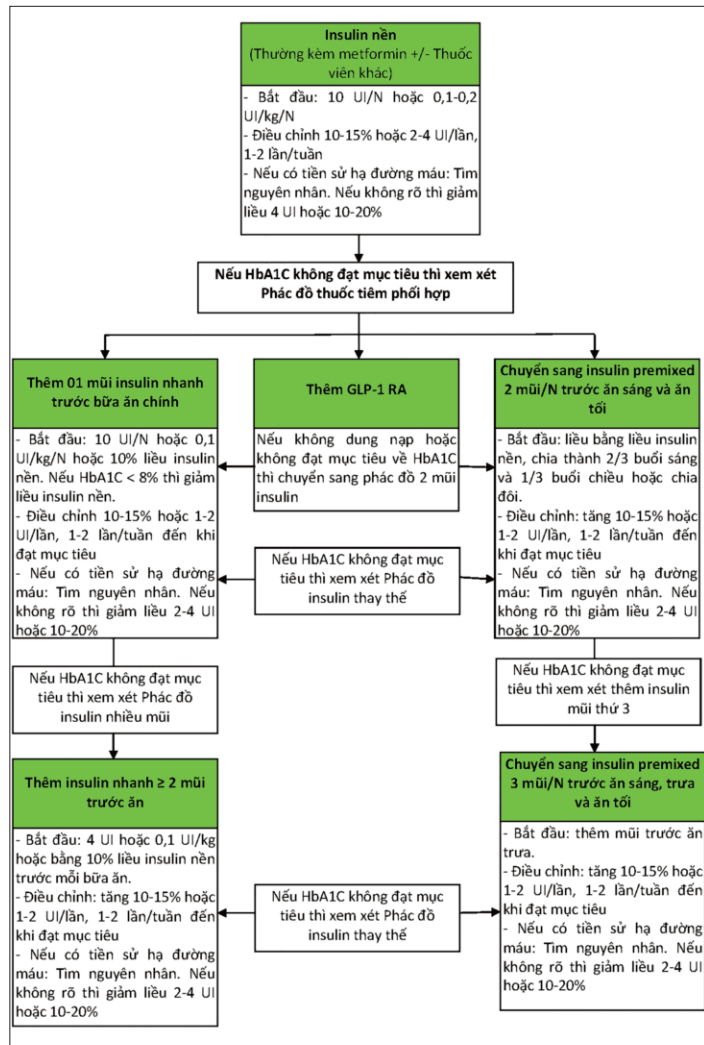 Insulin nền
(Thường kèm metformin +/- Thuốc
viên khác)
- Bắt đầu: 10 UI/N hoặc 0,1-0,2
UI/kg/N
- Điều chỉnh 10-15% hoặc 2-4 UI/lần,
1-2 lần/tuần
- Nếu có tiền sử hạ đường máu: Tìm
nguyên nhân. Nếu không rõ thì giảm
liều 4 UI hoặc 10-20%
Nếu HbA1C không đạt mục tiêu thì xem xét
Phác đồ thuốc tiêm phối hợp
Thêm 01 mũi insulin nhanh
trước bữa ăn chính
- Bắt đầu: 10 UI/N hoặc 0,1
UI/kg/N hoặc 10% liều insulin
nền. Nếu HbA1C < 8% thì giảm
liều insulin nền.
- Điều chỉnh 10-15% hoặc 1-2
UI/lần, 1-2 lần/tuần đến khi
đạt mục tiêu
- Nếu có tiền sử hạ đường
máu: Tìm nguyên nhân. Nếu
không rõ thì giảm liều 2-4 UI
hoặc 10-20%
Thêm GLP-1 RA
Nếu không dung nạp hoặc
không đạt mục tiêu về HbA1C
thì chuyển sang phác đồ 2 mũi
insulin
Chuyển sang insulin premixed
2 mũi/N trước ăn sáng và ăn
tối
- Bắt đầu: liều bằng liều insulin
nền, chia thành 2/3 buổi sáng
và 1/3 buổi chiều hoặc chia
đôi.
- Điều chỉnh: tăng 10-15% hoặc
1-2 UI/lần, 1-2 lần/tuần đến
khi đạt mục tiêu
- Nếu có tiền sử hạ đường
máu: Tìm nguyên nhân. Nếu
không rõ thì giảm liều 2-4 UI
hoặc 10-20%
Nếu HbA1C không đạt mục
tiêu thì xem xét Phác đồ
insulin thay thế
Nếu HbA1C không đạt mục
tiêu thì xem xét Phác đồ
insulin nhiều mũi
Nếu HbA1C không đạt mục
tiêu thì xem xét thêm insulin
mũi thứ 3
Thêm insulin nhanh ≥ 2 mũi
trước ăn
- Bắt đầu: 4 UI hoặc 0,1 UI/kg
hoặc bằng 10% liều insulin nền
trước mỗi bữa ăn.
- Điều chỉnh: tăng 10-15% hoặc
1-2 UI/lần, 1-2 lần/tuần đến
khi đạt mục tiêu
- Nếu có tiền sử hạ đường
máu: Tìm nguyên nhân. Nếu
không rõ thì giảm liều 2-4 UI
hoặc 10-20%
Nếu HbA1C không đạt mục
tiêu thì xem xét Phác đồ
insulin thay thế
Chuyển sang insulin premixed
3 mũi/N trước ăn sáng, trưa
và ăn tối
- Bắt đầu: thêm mũi trước ăn
trưa.
- Điều chỉnh: tăng 10-15% hoặc
1-2 UI/lần, 1-2 lần/tuần đến
khi đạt mục tiêu
- Nếu có tiền sử hạ đường
máu: Tìm nguyên nhân. Nếu
không rõ thì giảm liều 2-4 UI
hoặc 10-20%